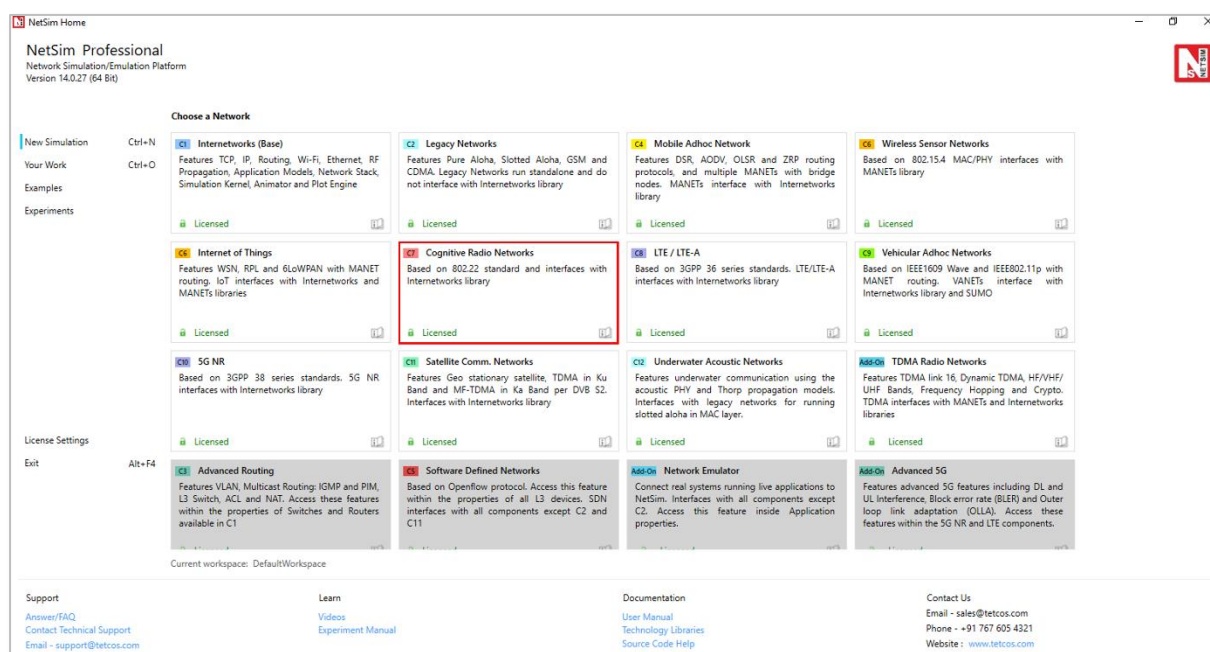 NetSim Home
NetSim Professional
Network Simulation/Emulation Platform
Version 14.0.27 (64 Bit)
NETSIM
Choose a Network
New Simulation Ctrl+N
Your Work Ctrl+O
Examples
Experiments
License Settings
Exit Alt+F4
C1 Internetworks (Base)
Features TCP, IP, Routing, Wi-Fi, Ethernet, RF
Propagation, Application Models, Network Stack,
Simulation Kernel, Animator and Plot Engine
Licensed
C2 Legacy Networks
Features Pure Aloha, Slotted Aloha, GSM and
CDMA. Legacy Networks run standalone and do
not interface with Internetworks library
Licensed
C4 Mobile Adhoc Network
Features DSR, AODV, OLSR and ZRP routing
protocols, and multiple MANETs with bridge
nodes. MANETs interface with Internetworks
library
Licensed
C6 Wireless Sensor Networks
Based on 802.15.4 MAC/PHY interfaces with
MANETs library
Licensed
C6 Internet of Things
Features WSN, RPL and 6LoWPAN with MANET
routing. IoT interfaces with Internetworks and
MANETs libraries
Licensed
C7 Cognitive Radio Networks
Based on 802.22 standard and interfaces with
Internetworks library
Licensed
C8 LTE / LTE-A
Based on 3GPP 36 series standards. LTE/LTE-A
interfaces with Internetworks library
Licensed
C9 Vehicular Adhoc Networks
Based on IEEE1609 Wave and IEEE802.11p with
MANET routing. VANETs interface with
Internetworks library and SUMO
Licensed
C10 5G NR
Based on 3GPP 38 series standards. 5G NR
interfaces with Internetworks library
Licensed
C11 Satellite Comm. Networks
Features Geo stationary satellite, TDMA in Ku
Band and MF-TDMA in Ka Band per DVB S2.
Interfaces with Internetworks library
Licensed
C12 Underwater Acoustic Networks
Features underwater communication using the
acoustic PHY and Thorp propagation models.
Interfaces with legacy networks for running
slotted aloha in MAC layer.
Licensed
Add-On TDMA Radio Networks
Features TDMA link 16, Dynamic TDMA, HF/VHF/
UHF Bands, Frequency Hopping and Crypto.
TDMA interfaces with MANETs and Internetworks
libraries
Licensed
C3 Advanced Routing
Features VLAN, Multicast Routing: IGMP and PIM,
L3 Switch, ACL and NAT. Access these features
within the properties of Switches and Routers
available in C1
C5 Software Defined Networks
Based on Openflow protocol. Access this feature
within the properties of all L3 devices. SDN
interfaces with all components except C2 and
C11
Add-On Network Emulator
Connect real systems running live applications to
NetSim. Interfaces with all components except
C2. Access this feature inside Application
properties.
Add-On Advanced 5G
Features advanced 5G features including DL and
UL Interference, Block error rate (BLER) and Outer
loop link adaptation (OLLA). Access these
features within the 5G NR and LTE components.
Current workspace: DefaultWorkspace
Support
Answer/FAQ
Contact Technical Support
Email - support@tetcos.com
Learn
Videos
Experiment Manual
Documentation
User Manual
Technology Libraries
Source Code Help
Contact Us
Email - sales@tetcos.com
Phone - +91 767 605 4321
Website : www.tetcos.com